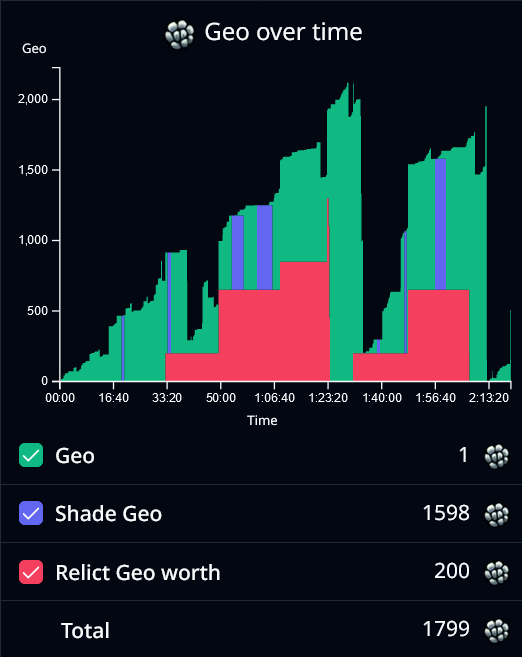 Geo over time
Geo
2,000
1,500
1,000
500
0
00:00 16:40 33:20 50:00 1:06:40 1:23:20 1:40:00 1:56:40 2:13:20
Time
Geo 1
Shade Geo 1598
Relict Geo worth 200
Total 1799